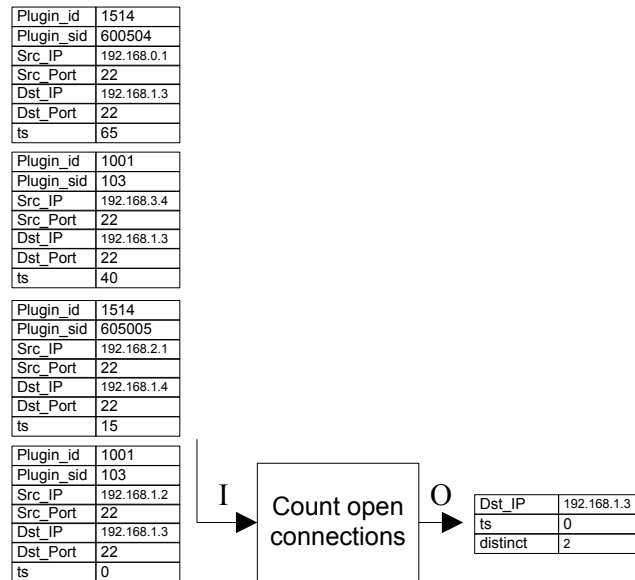 Plugin_id 1514
Plugin_sid 600504
Src_IP 192.168.0.1
Src_Port 22
Dst_IP 192.168.1.3
Dst_Port 22
ts 65
Plugin_id 1001
Plugin_sid 103
Src_IP 192.168.3.4
Src_Port 22
Dst_IP 192.168.1.3
Dst_Port 22
ts 40
Plugin_id 1514
Plugin_sid 605005
Src_IP 192.168.2.1
Src_Port 22
Dst_IP 192.168.1.4
Dst_Port 22
ts 15
Plugin_id 1001
Plugin_sid 103
Src_IP 192.168.1.2
Src_Port 22
Dst_IP 192.168.1.3
Dst_Port 22
ts 0
I
Count open
connections
O
Dst_IP 192.168.1.3
ts 0
distinct 2